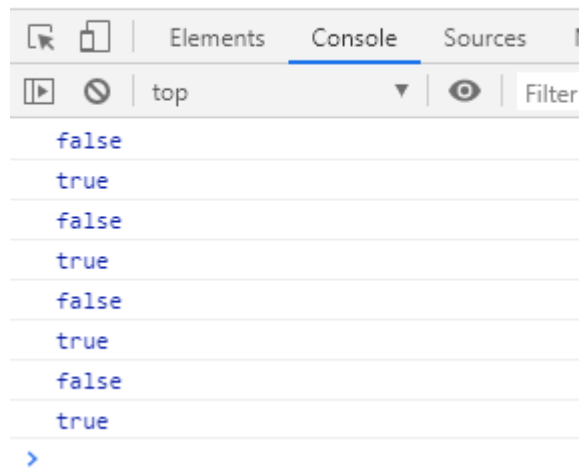 Elements Console Sources
top Filter
false
true
false
true
false
true
false
true